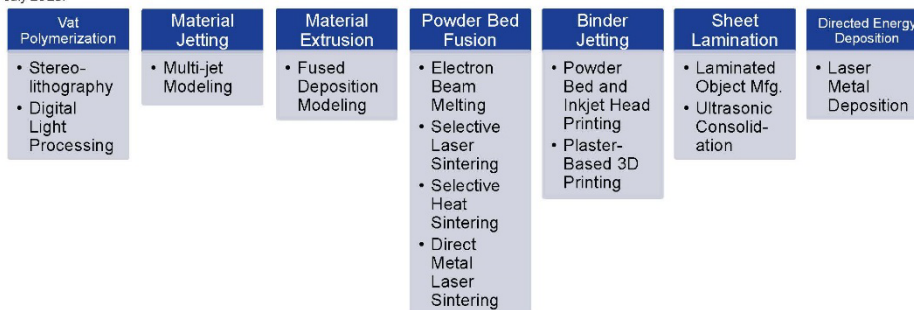 Vat
Polymerization
• Stereo-
lithography
• Digital
Light
Processing
Material
Jetting
• Multi-jet
Modeling
Material
Extrusion
• Fused
Deposition
Modeling
Powder Bed
Fusion
• Electron
Beam
Melting
• Selective
Laser
Sintering
• Selective
Heat
Sintering
• Direct
Metal
Laser
Sintering
Binder
Jetting
• Powder
Bed and
Inkjet Head
Printing
• Plaster-
Based 3D
Printing
Sheet
Lamination
• Laminated
Object Mfg.
• Ultrasonic
Consolid-
ation
Directed Energy
Deposition
• Laser
Metal
Deposition